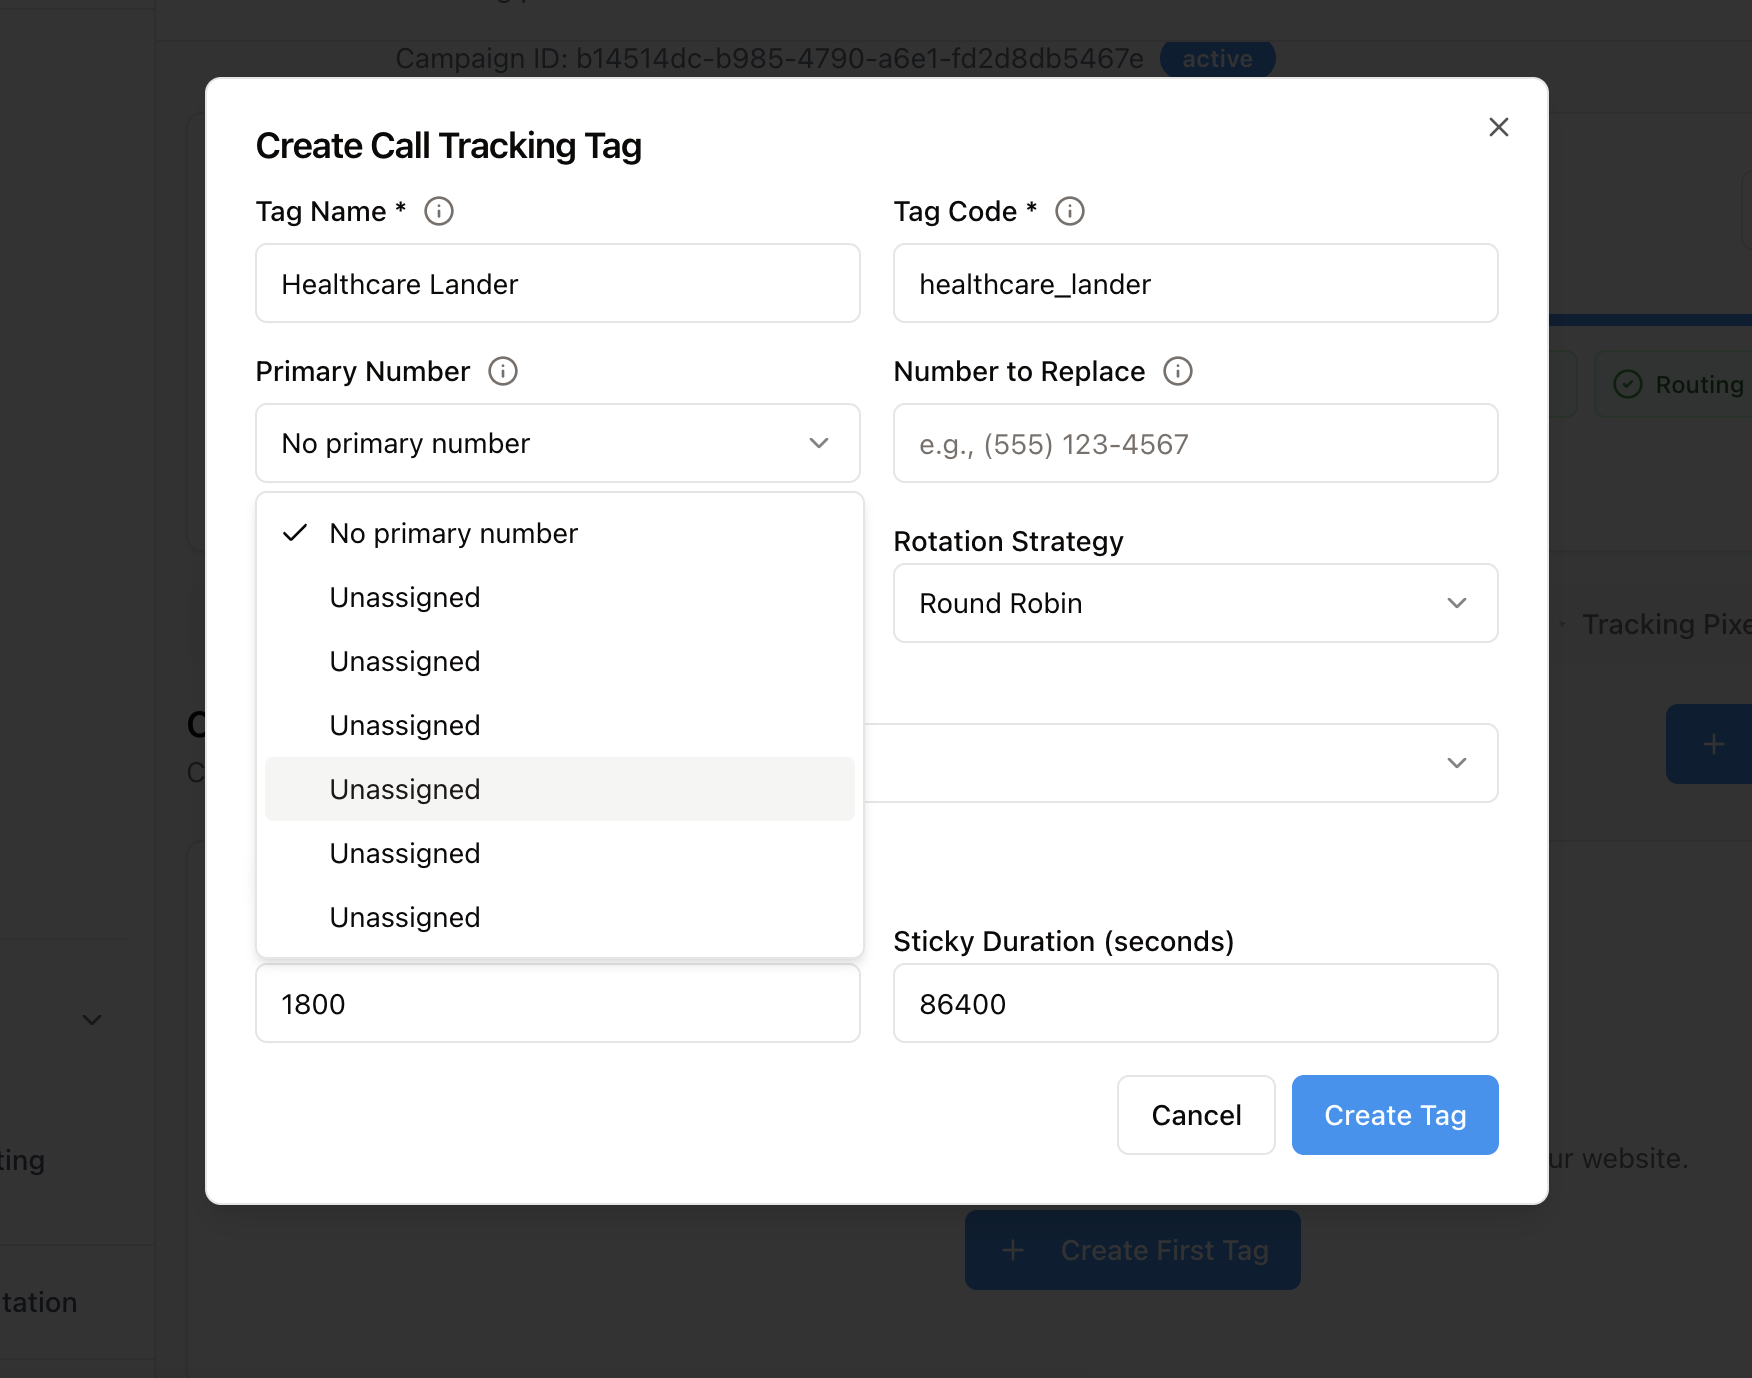 Campaign ID: b14514dc-b985-4790-a6e1-fd2d8db5467e active
Create Call Tracking Tag
Tag Name *
Tag Code *
Healthcare Lander
healthcare_lander
Primary Number
Number to Replace
No primary number
e.g., (555) 123-4567
Routing
No primary number
Unassigned
Unassigned
Unassigned
Unassigned
Unassigned
Unassigned
Rotation Strategy
Round Robin
Tracking Pixe
Sticky Duration (seconds)
1800
86400
Cancel
Create Tag
ting
ur website.
Create First Tag
tation